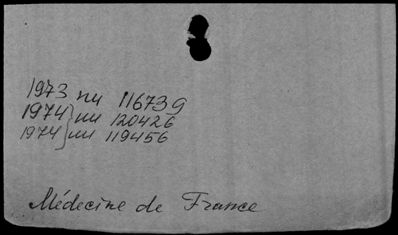 1973 nu 116739
1974 } nu 120426
1974 } nu 119456
Médecine de France